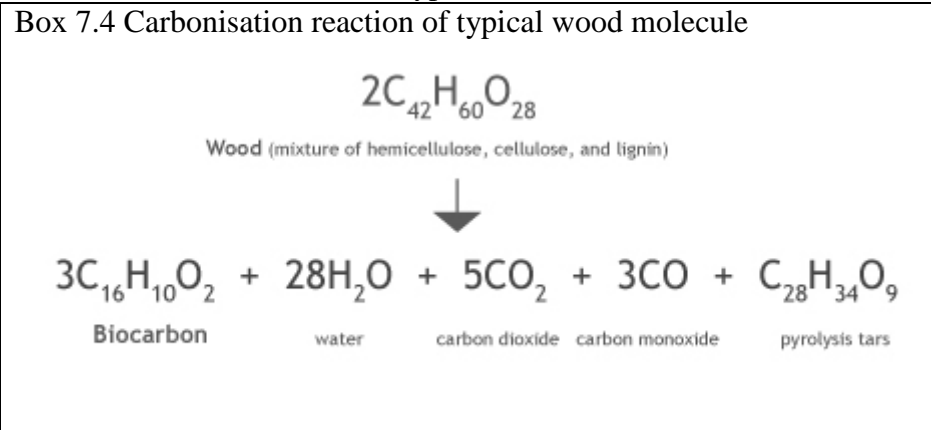 Box 7.4 Carbonisation reaction of typical wood molecule
2C₄₂H₆₀O₂₈
Wood (mixture of hemicellulose, cellulose, and lignin)
3C₁₆H₁₀O₂ + 28H₂O + 5CO₂ + 3CO + C₂₈H₃₄O₉
Biocarbon water carbon dioxide carbon monoxide pyrolysis tars